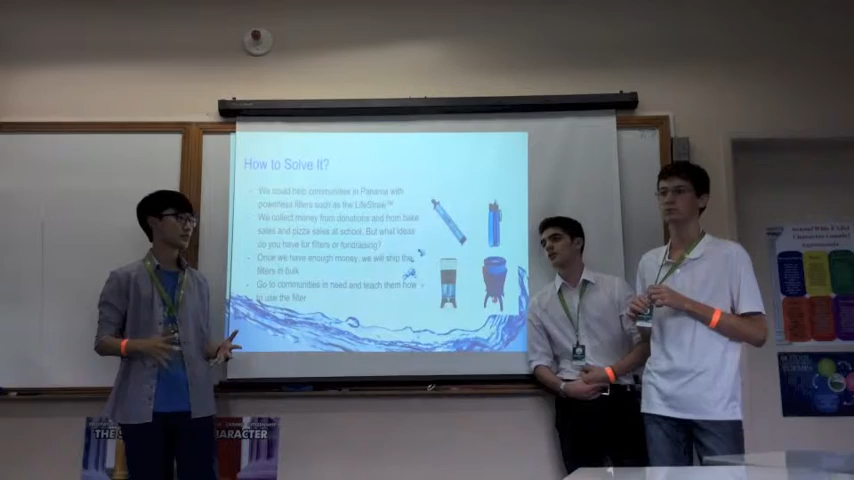 How to Solve It?
We could help communities in Panama with
powerless filters such as the LifeStraw™
We collect money from donations and from bake
sales and pizza sales at school. But what ideas
do you have for filters or fundraising?
Once we have enough money, we will ship the
filters in bulk
Go to communities in need and teach them how
to use the filter
THE
CHARACTER